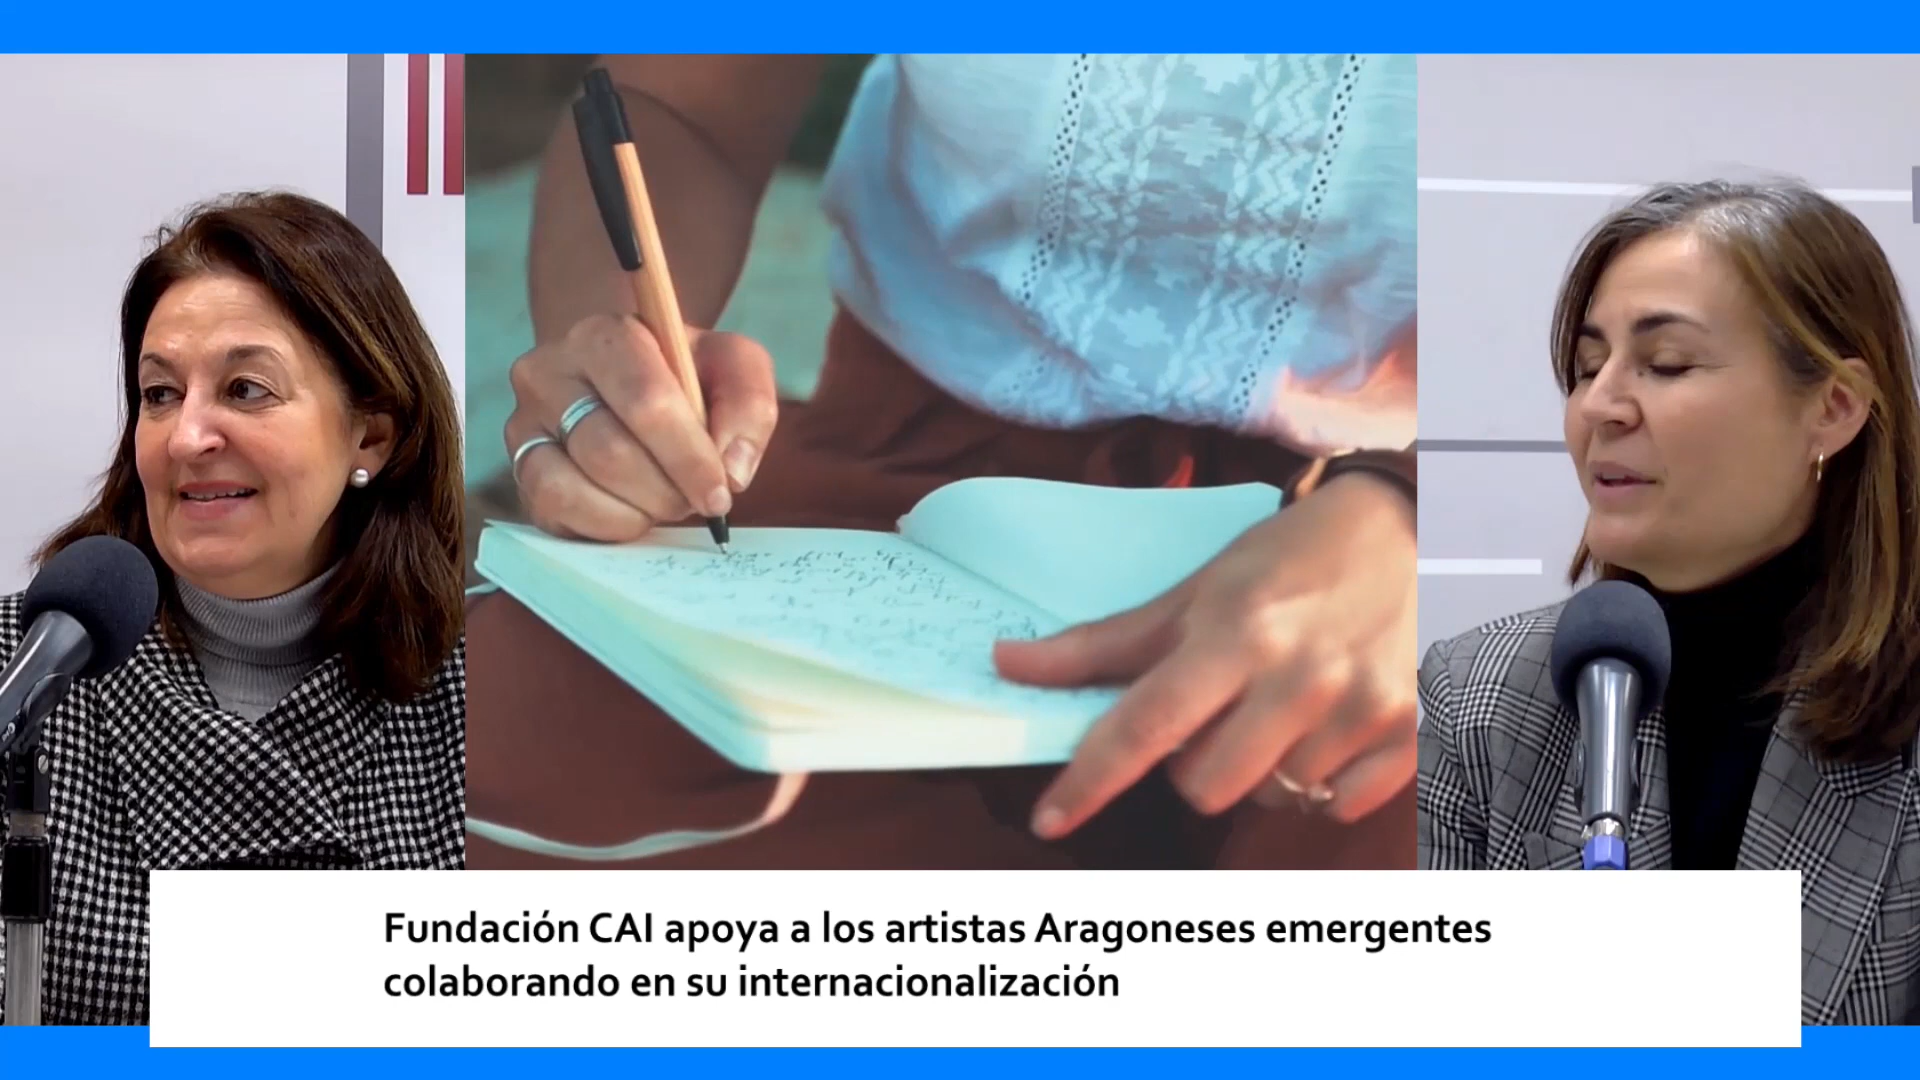 Fundación CAI apoya a los artistas Aragoneses emergentes
colaborando en su internacionalización